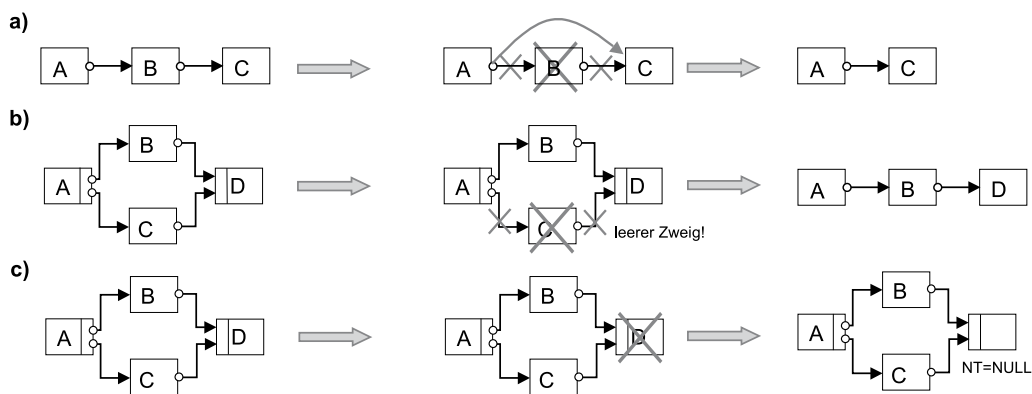 a)
A B C
A B C
A C
b)
A B C D
A B C D
leerer Zweig!
A B D
c)
A B C D
A B C D
A B C
NT=NULL